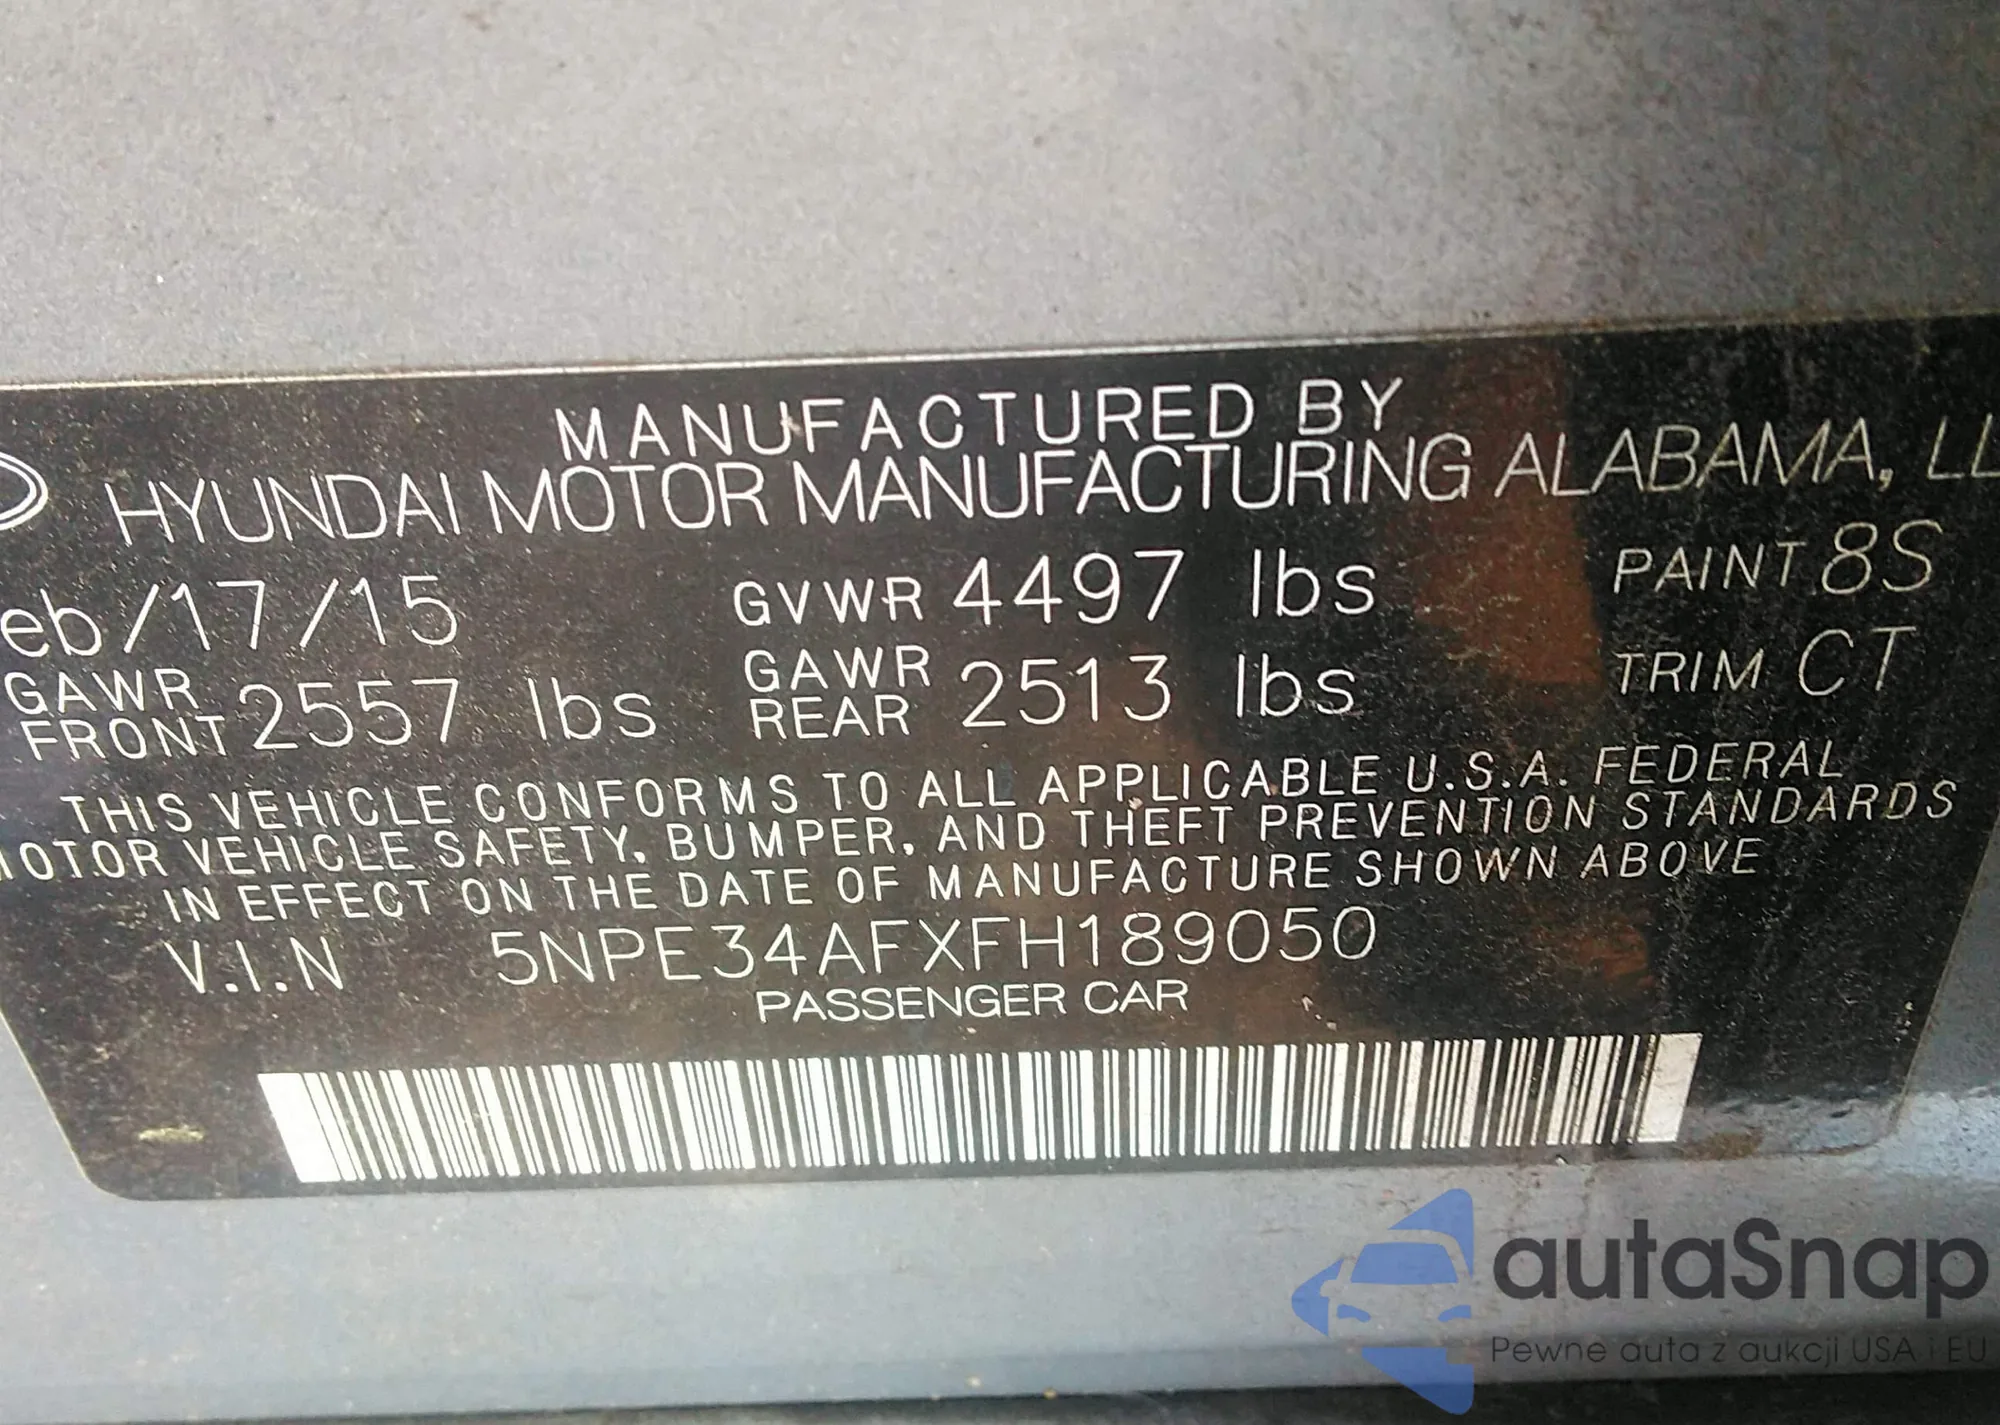 MANUFACTURED BY
HYUNDAI MOTOR MANUFACTURING ALABAMA, LL
eb/17/15 GVWR 4497 lbs PAINT 8S
GAWR FRONT 2557 lbs GAWR REAR 2513 lbs TRIM CT
THIS VEHICLE CONFORMS TO ALL APPLICABLE U.S.A. FEDERAL
MOTOR VEHICLE SAFETY, BUMPER, AND THEFT PREVENTION STANDARDS
IN EFFECT ON THE DATE OF MANUFACTURE SHOWN ABOVE
V.I.N 5NPE34AFXFH189050
PASSENGER CAR
autaSnap
Pewne auta z aukcji USA i EU